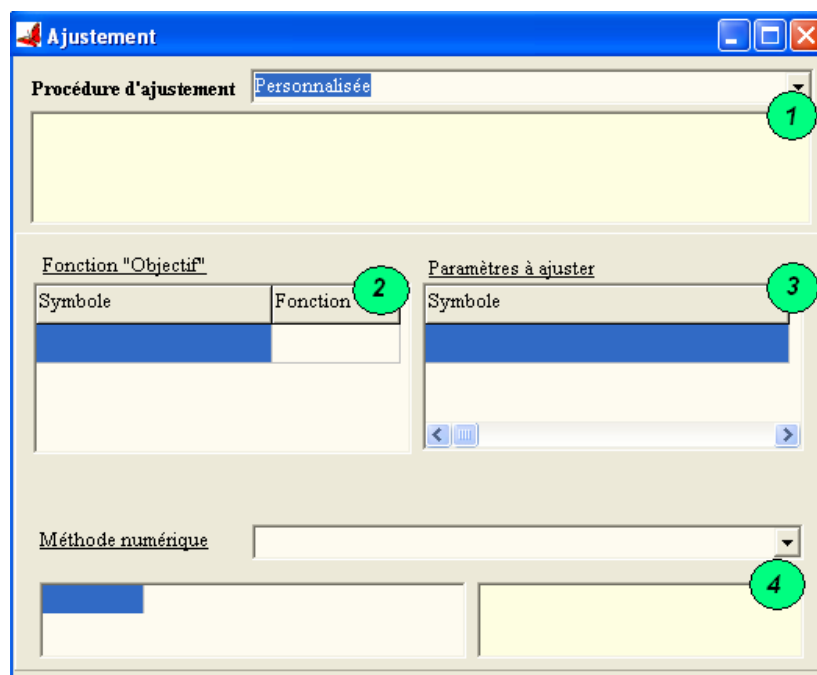 Ajustement
Procédure d'ajustement Personnalisée
1
Fonction "Objectif"
2
Paramètres à ajuster
3
Symbole Fonction
Symbole
Méthode numérique
4